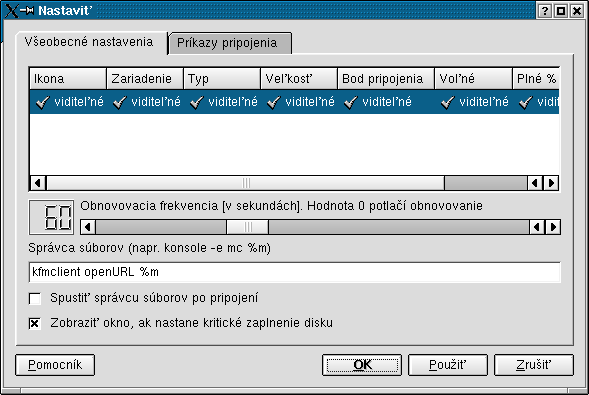 Nastaviť
Všeobecné nastavenia Príkazy pripojenia
Ikona Zariadenie Typ Veľkosť Bod pripojenia Voľné Plné %
viditeľné viditeľné viditeľné viditeľné viditeľné viditeľné vidit
60 Obnovovacia frekvencia [v sekundách]. Hodnota 0 potlačí obnovovanie
Správca súborov (napr. konsole -e mc %m)
kfmclient openURL %m
Spustiť správcu súborov po pripojení
Zobraziť okno, ak nastane kritické zaplnenie disku
Pomocník OK Použiť Zrušiť